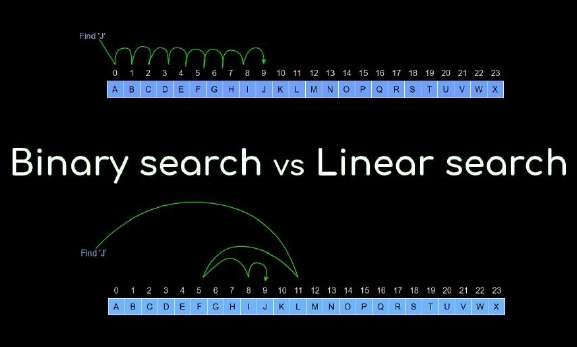 Find 'J'
0 1 2 3 4 5 6 7 8 9 10 11 12 13 14 15 16 17 18 19 20 21 22 23
A B C D E F G H I J K L M N O P Q R S T U V W X
Binary search vs Linear search
Find 'J'
0 1 2 3 4 5 6 7 8 9 10 11 12 13 14 15 16 17 18 19 20 21 22 23
A B C D E F G H I J K L M N O P Q R S T U V W X